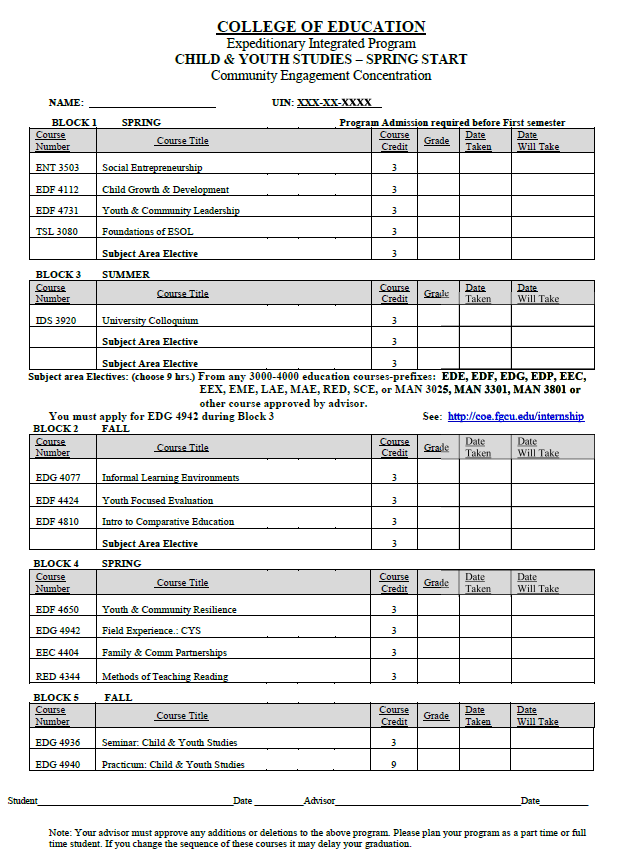 COLLEGE OF EDUCATION
Expeditionary Integrated Program
CHILD & YOUTH STUDIES – SPRING START
Community Engagement Concentration
NAME: UIN: XXX-XX-XXXX
BLOCK 1 SPRING Program Admission required before First semester
Course Number Course Title Course Credit Grade Date Taken Date Will Take
ENT 3503 Social Entrepreneurship 3
EDF 4112 Child Growth & Development 3
EDF 4731 Youth & Community Leadership 3
TSL 3080 Foundations of ESOL 3
Subject Area Elective 3
BLOCK 3 SUMMER
Course Number Course Title Course Credit Grade Date Taken Date Will Take
IDS 3920 University Colloquium 3
Subject Area Elective 3
Subject Area Elective 3
Subject area Electives: (choose 9 hrs.) From any 3000-4000 education courses-prefixes: EDE, EDF, EDG, EDP, EEC,
EEX, EME, LAE, MAE, RED, SCE, or MAN 3025, MAN 3301, MAN 3801 or
other course approved by advisor.
You must apply for EDG 4942 during Block 3 See: http://coe.fgcu.edu/internship
BLOCK 2 FALL
Course Number Course Title Course Credit Grade Date Taken Date Will Take
EDG 4077 Informal Learning Environments 3
EDF 4424 Youth Focused Evaluation 3
EDF 4810 Intro to Comparative Education 3
Subject Area Elective 3
BLOCK 4 SPRING
Course Number Course Title Course Credit Grade Date Taken Date Will Take
EDF 4650 Youth & Community Resilience 3
EDG 4942 Field Experience.: CYS 3
EEC 4404 Family & Comm Partnerships 3
RED 4344 Methods of Teaching Reading 3
BLOCK 5 FALL
Course Number Course Title Course Credit Grade Date Taken Date Will Take
EDG 4936 Seminar: Child & Youth Studies 3
EDG 4940 Practicum: Child & Youth Studies 9
Student Date Advisor Date
Note: Your advisor must approve any additions or deletions to the above program. Please plan your program as a part time or full
time student. If you change the sequence of these courses it may delay your graduation.